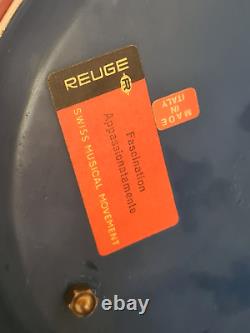 REUGE
Fascination
Appassionatamente
SWISS MUSICAL MOVEMENT
MADE
IN
ITALY